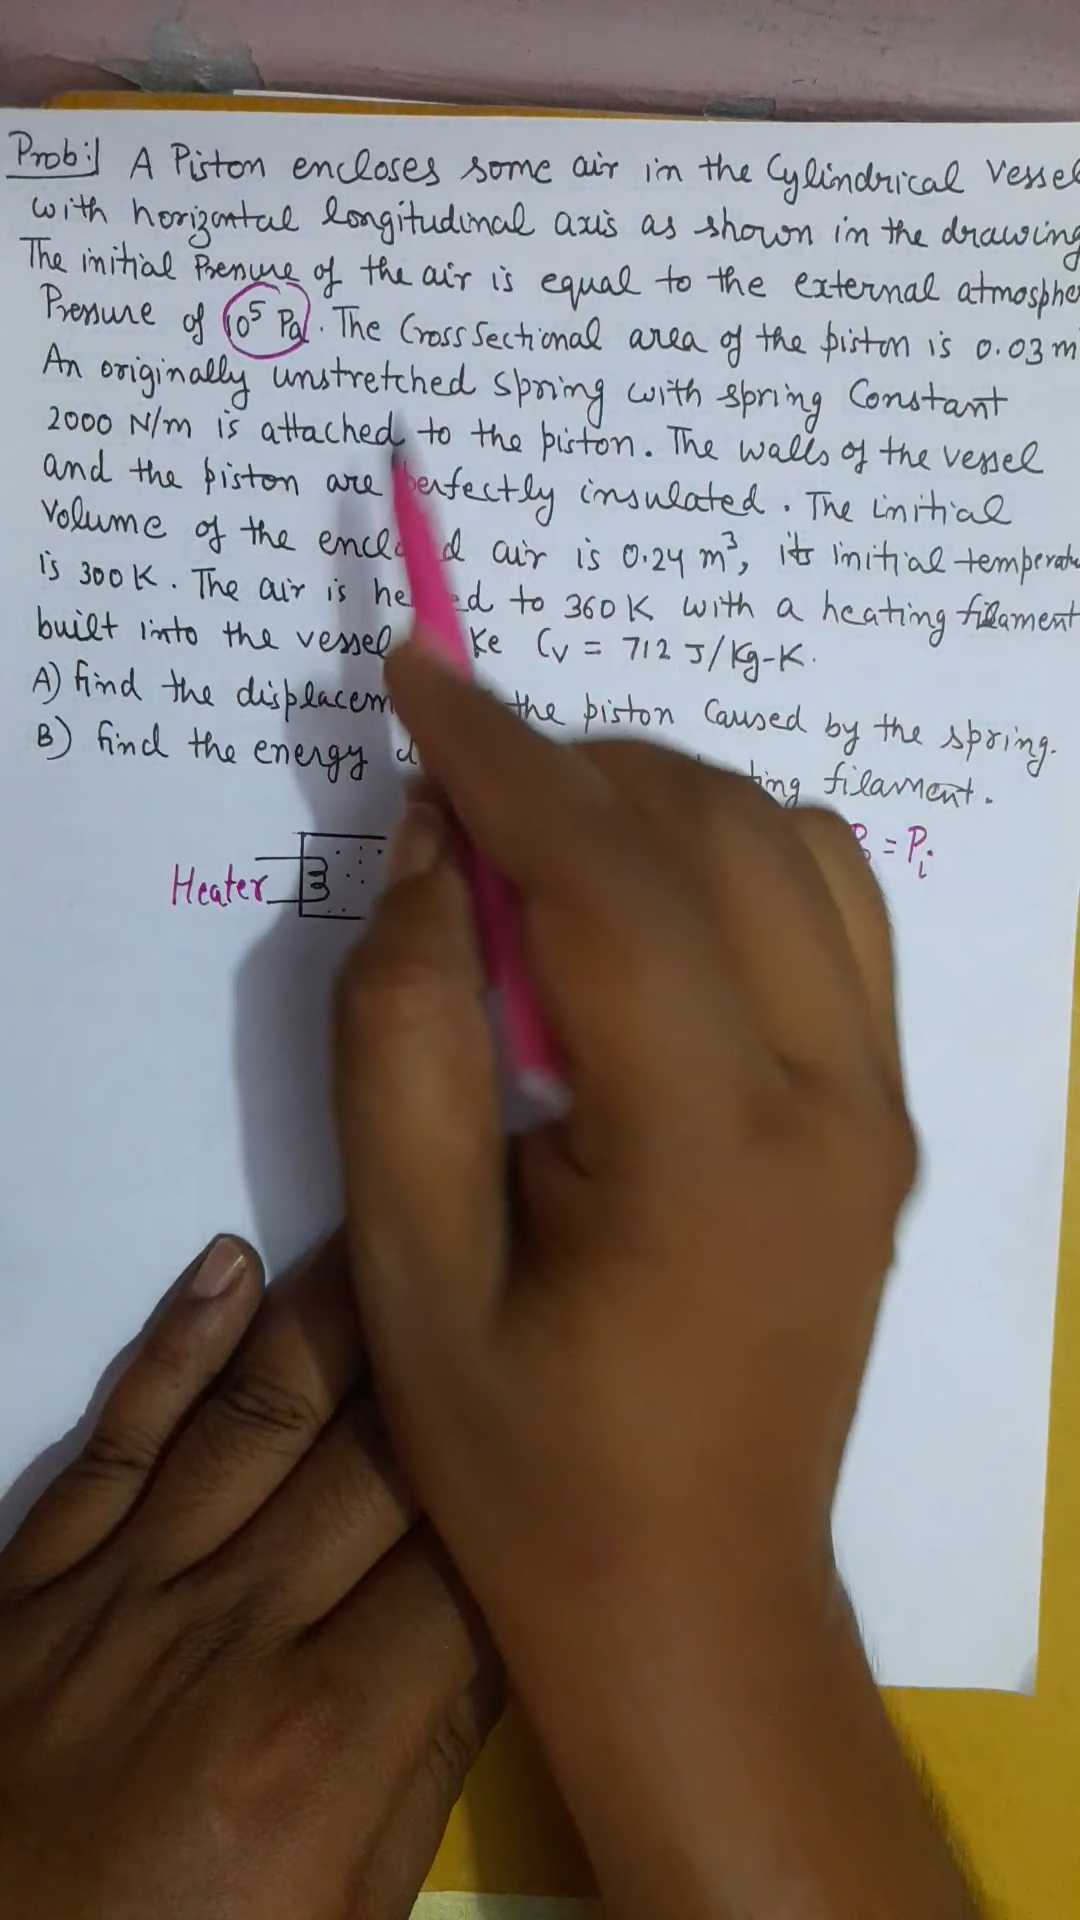 Prob:1 A Piston encloses some air in the Cylindrical Vessel
with horizontal longitudinal axis as shown in the drawing
The initial Pressure of the air is equal to the external atmosphe
Pressure of 10⁵ Pa. The Cross Sectional area of the piston is 0.03 m
An originally unstretched spring with spring Constant
2000 N/m is attached to the piston. The walls of the vessel
and the piston are perfectly insulated. The initial
Volume of the encl d air is 0.24 m³, its initial temperatu
is 300 K. The air is he d to 360 K with a heating filament
built into the vessel ke Cv = 712 J/kg-K.
A) find the displacem the piston Caused by the spring.
B) find the energy ting filament.
= Pi
Heater